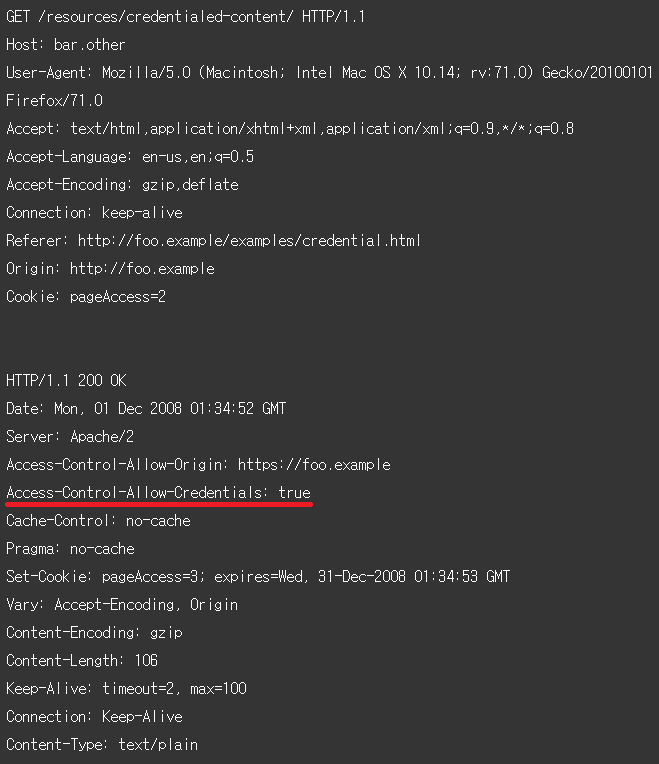 GET /resources/credentialed-content/ HTTP/1.1
Host: bar.other
User-Agent: Mozilla/5.0 (Macintosh; Intel Mac OS X 10.14; rv:71.0) Gecko/20100101
Firefox/71.0
Accept: text/html,application/xhtml+xml,application/xml;q=0.9,*/*;q=0.8
Accept-Language: en-us,en;q=0.5
Accept-Encoding: gzip,deflate
Connection: keep-alive
Referer: http://foo.example/examples/credential.html
Origin: http://foo.example
Cookie: pageAccess=2
HTTP/1.1 200 OK
Date: Mon, 01 Dec 2008 01:34:52 GMT
Server: Apache/2
Access-Control-Allow-Origin: https://foo.example
Access-Control-Allow-Credentials: true
Cache-Control: no-cache
Pragma: no-cache
Set-Cookie: pageAccess=3; expires=Wed, 31-Dec-2008 01:34:53 GMT
Vary: Accept-Encoding, Origin
Content-Encoding: gzip
Content-Length: 106
Keep-Alive: timeout=2, max=100
Connection: Keep-Alive
Content-Type: text/plain